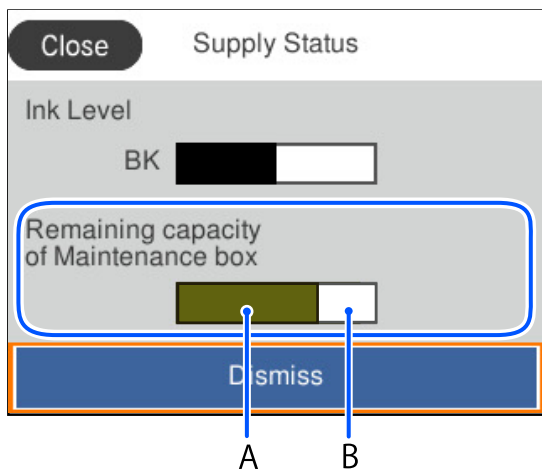 Close
Supply Status
Ink Level
BK
Remaining capacity
of Maintenance box
Dismiss
A
B